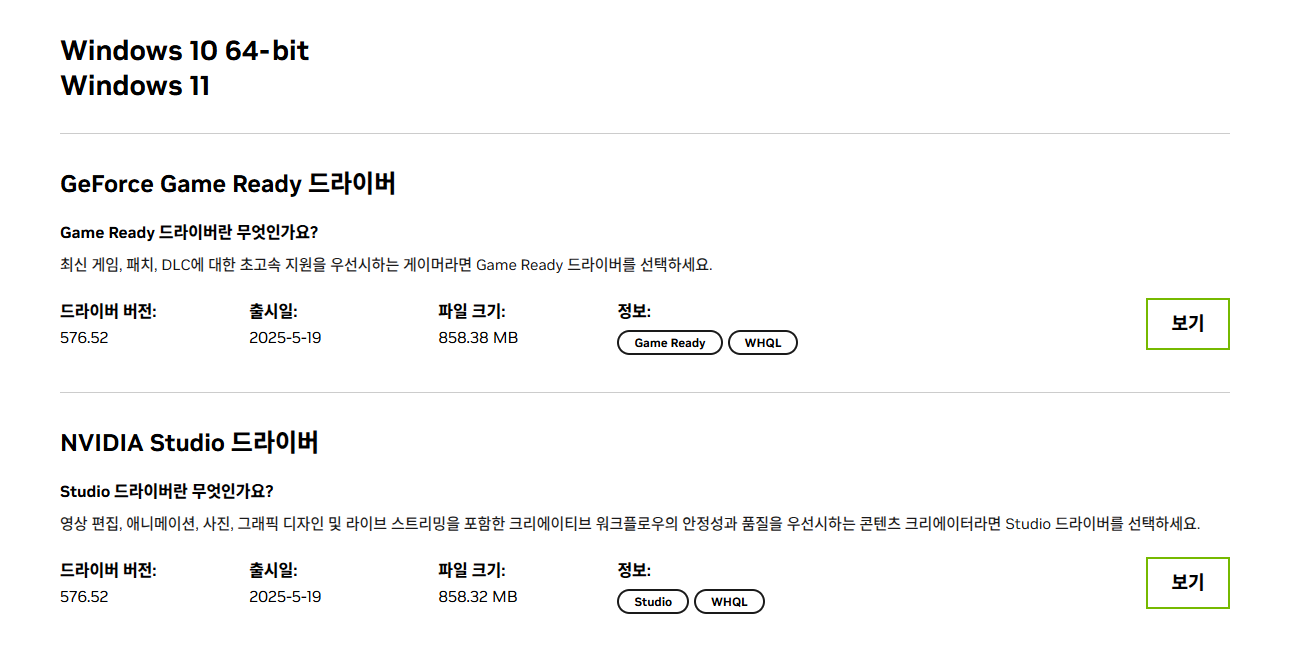 Windows 10 64-bit
Windows 11
GeForce Game Ready 드라이버
Game Ready 드라이버란 무엇인가요?
최신 게임, 패치, DLC에 대한 초고속 지원을 우선시하는 게이머라면 Game Ready 드라이버를 선택하세요.
드라이버 버전: 출시일: 파일 크기: 정보:
576.52 2025-5-19 858.38 MB Game Ready WHQL
보기
NVIDIA Studio 드라이버
Studio 드라이버란 무엇인가요?
영상 편집, 애니메이션, 사진, 그래픽 디자인 및 라이브 스트리밍을 포함한 크리에이티브 워크플로우의 안정성과 품질을 우선시하는 콘텐츠 크리에이터라면 Studio 드라이버를 선택하세요.
드라이버 버전: 출시일: 파일 크기: 정보:
576.52 2025-5-19 858.32 MB Studio WHQL
보기